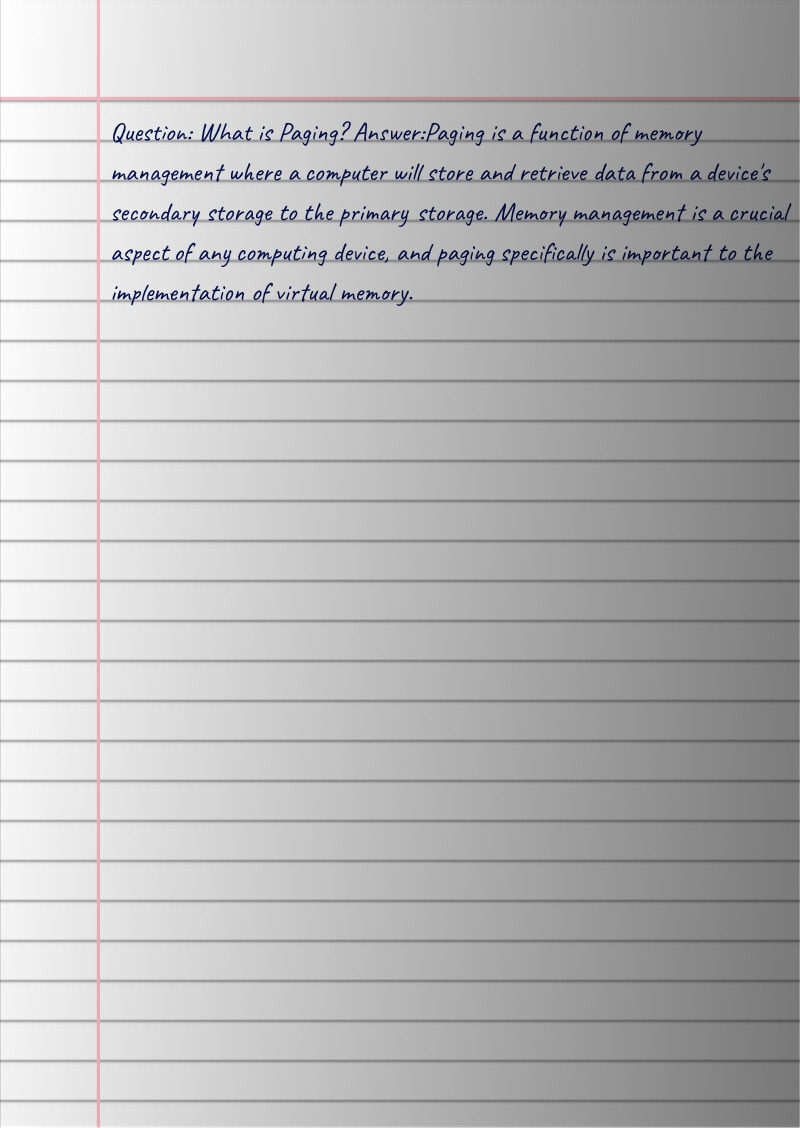 Question: What is Paging? Answer:Paging is a function of memory
management where a computer will store and retrieve data from a device's
secondary storage to the primary storage. Memory management is a crucial
aspect of any computing device, and paging specifically is important to the
implementation of virtual memory.